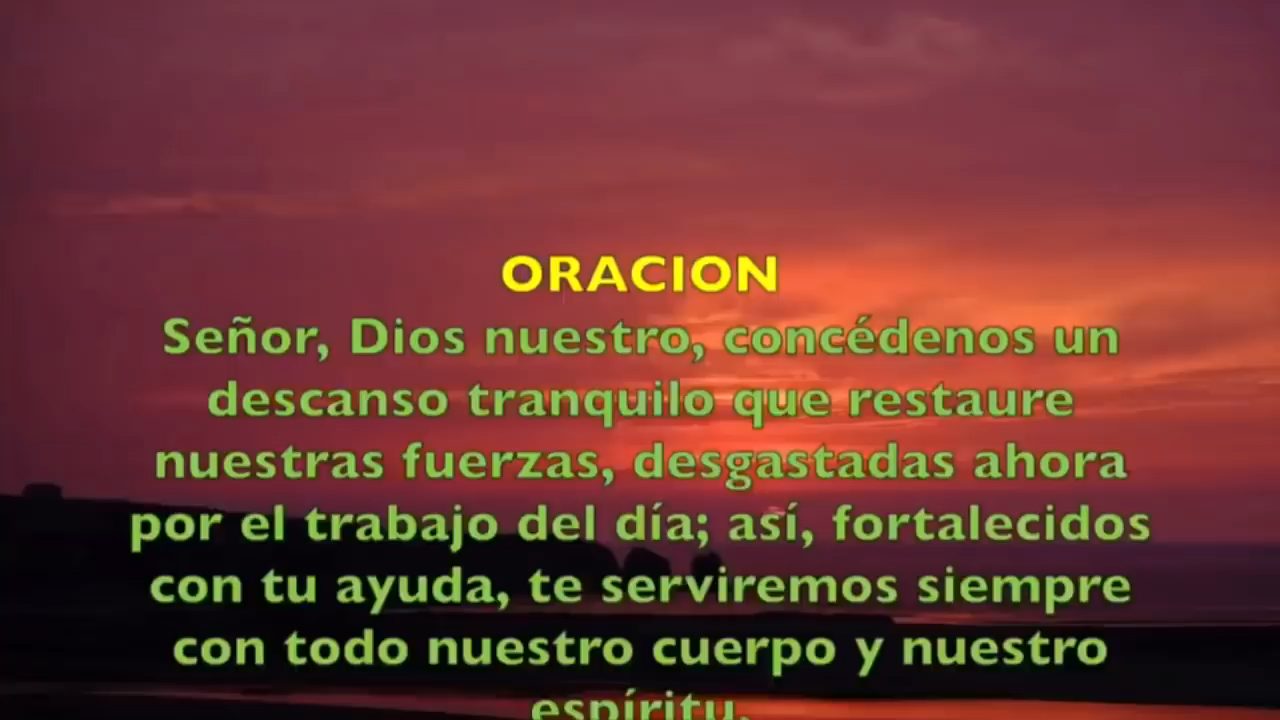 ORACION
Señor, Dios nuestro, concédenos un
descanso tranquilo que restaure
nuestras fuerzas, desgastadas ahora
por el trabajo del día; así, fortalecidos
con tu ayuda, te serviremos siempre
con todo nuestro cuerpo y nuestro
espíritu.